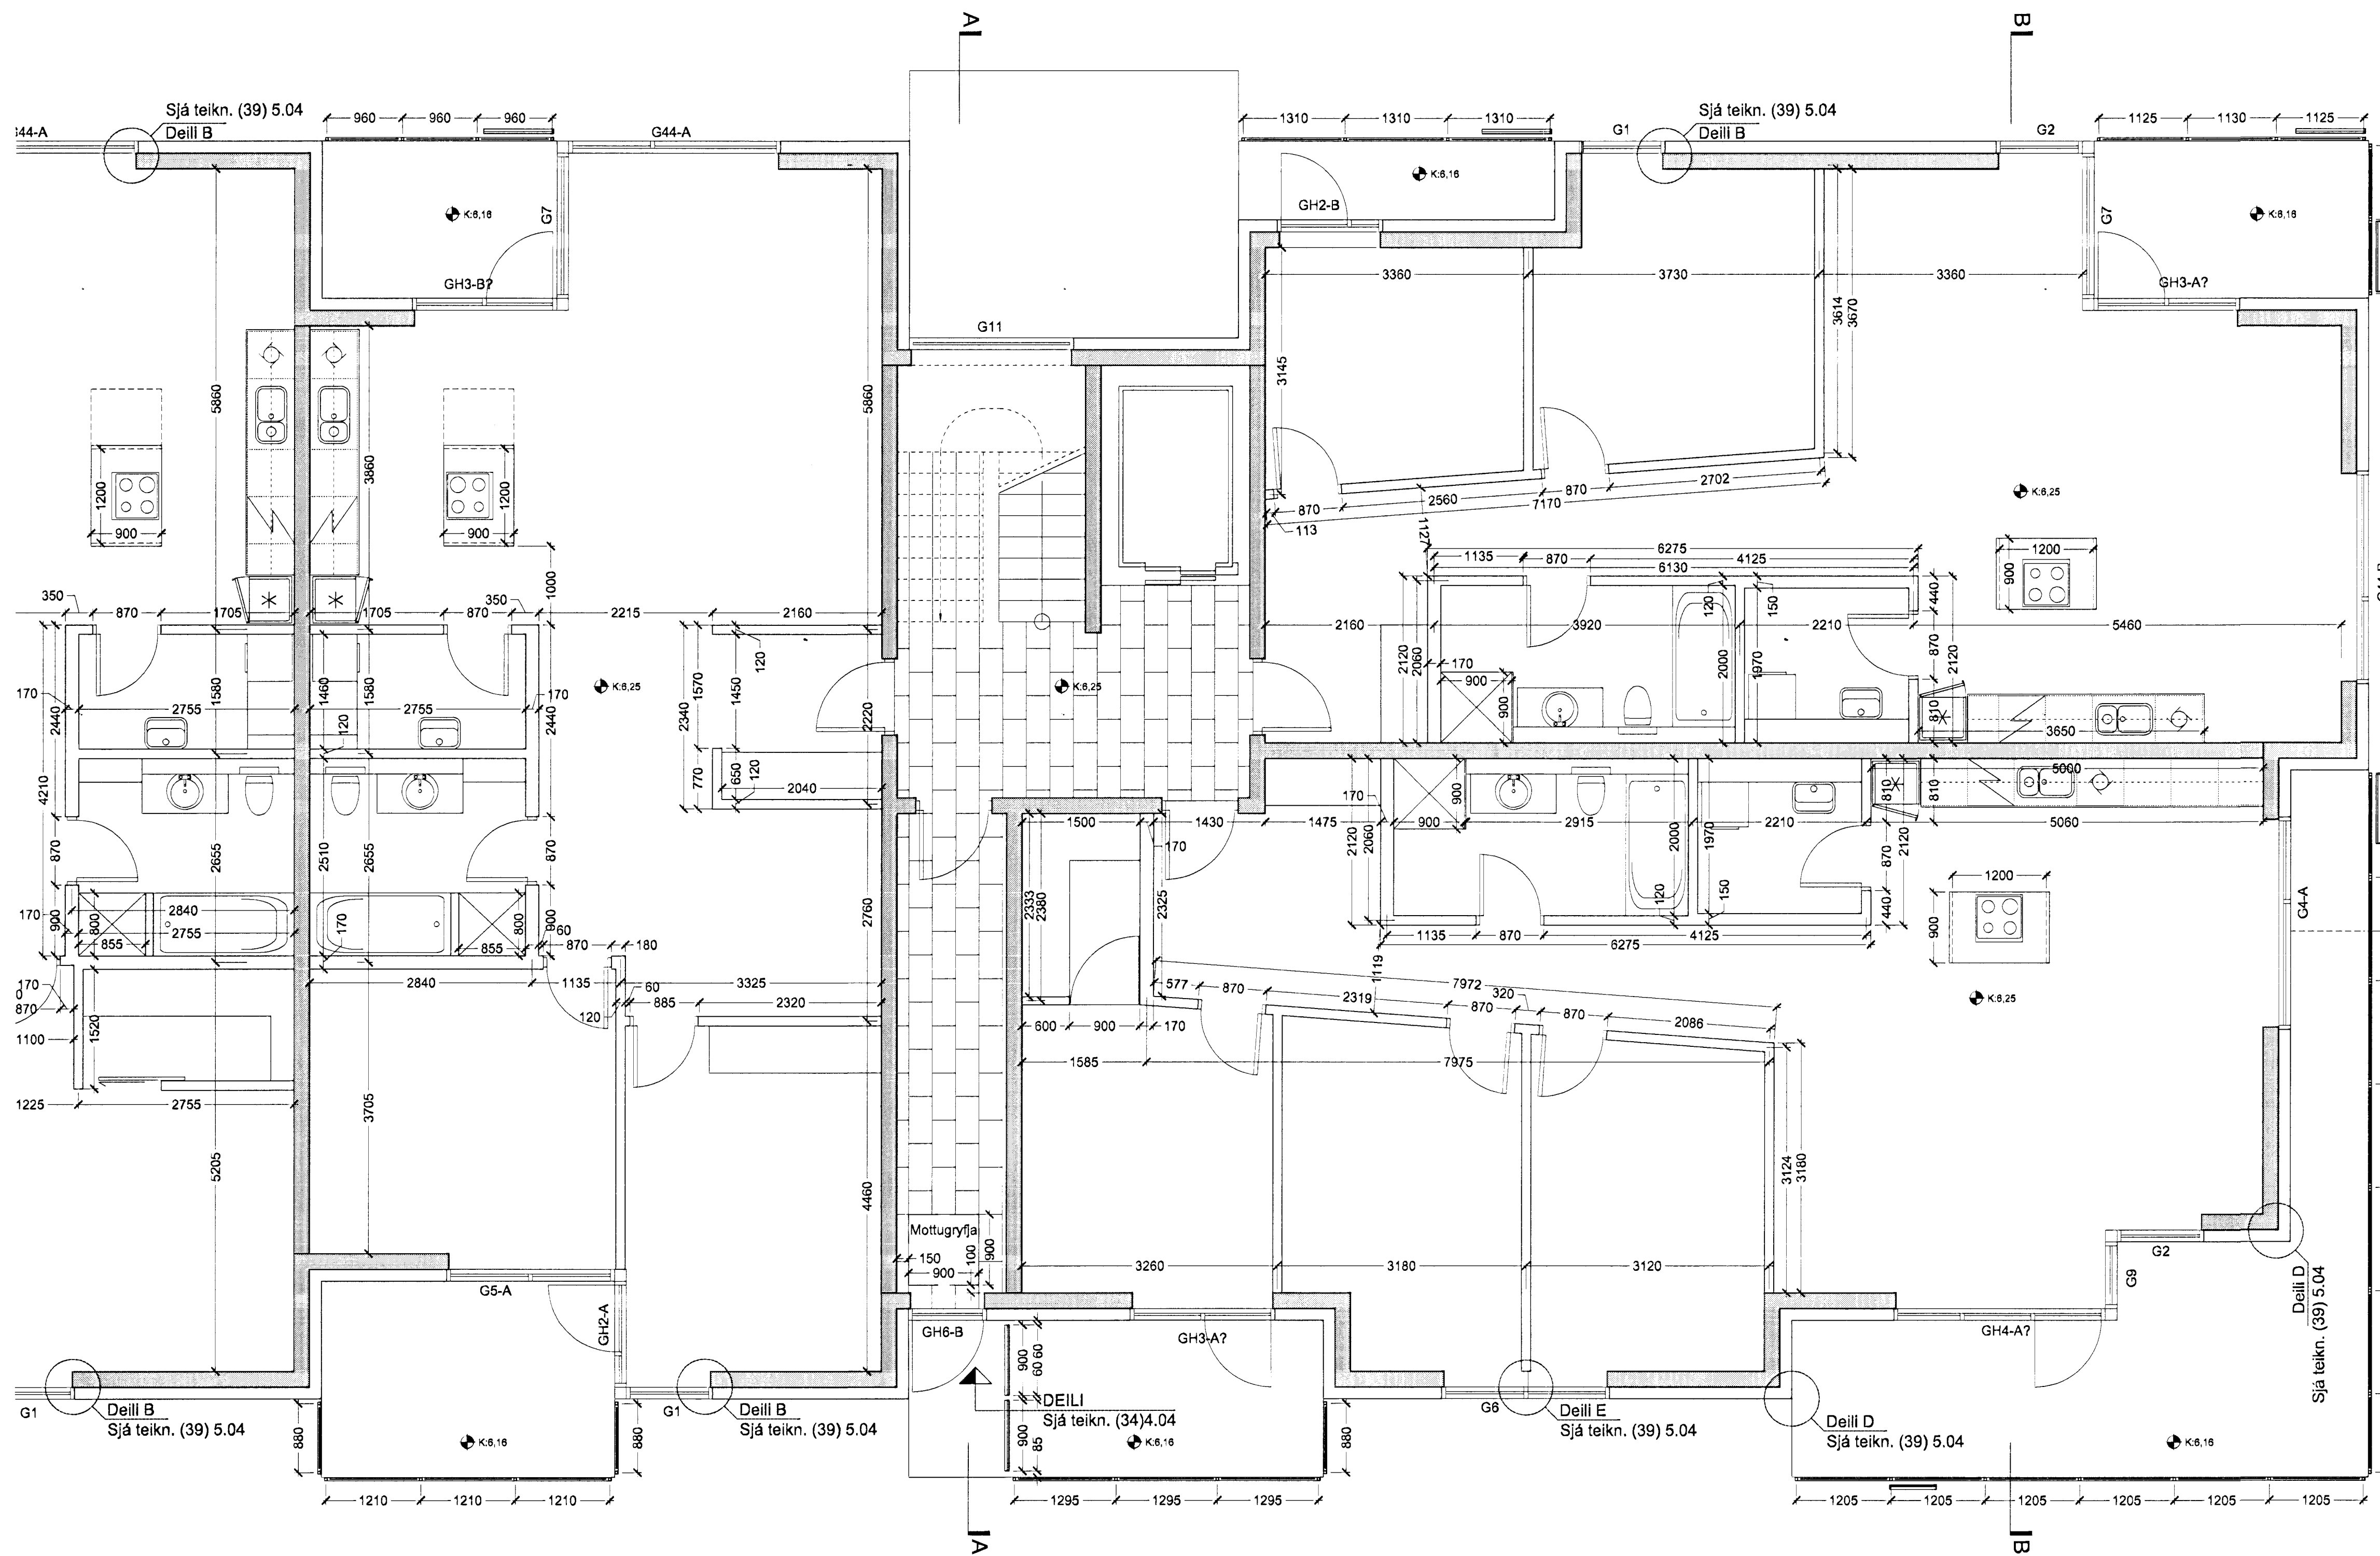 A
B
Sjá teikn. (39) 5.04
Deili B
960 960 960
G44-A
1310 1310 1310
G1
Sjá teikn. (39) 5.04
Deili B
G2
1125 1130 1125
K:6,16
G7
GH3-B?
K:6,16
GH2-B
G7
K:6,16
GH3-A?
G11
3360 3730 3360
3145
3614
3670
5860
3860
5860
1200
900
1200
900
1000
K:6,25
870 2560 870 2702
7170
113
1127
6275
1135 870 4125
6130
1200
900
350 870 1705 1705 870 350 2215 2160
2160 3920 2210 5460
120
150
440
870
2120
810
2120
2060
170
900
900
2000
1970
3650
170
2440
2755
1580
1460
1580
120
2755
2440
170
K:6,25
2340
1570
1450
120
2220
K:6,25
770
650
120
2040
5000
4210
870
2655
2510
2655
870
170
900
800
2840
2755
855
170
800
855
900
60
870 180
2760
1500 1430 1475 900 2915 2210 5060
170
170
2120
2060
900
2000
120
1970
150
810
870
440
2120
810
2333
2380
2325
1135 870 4125
6275
1200
900
G4-A
K:6,25
170
870
1100
1520
2840 1135 3325
60
885 2320
120
577 870 2319 870 320 870 2086
7972
1119
600 900 170
1585 7975
1225 2755
5205
3705
4460
3124
3180
Mottugryfja
150
900
100
900
3260 3180 3120
G5-A
GH2-A
GH6-B
GH3-A?
GH4-A?
G2
G9
Deili D
Sjá teikn. (39) 5.04
G1
Deili B
Sjá teikn. (39) 5.04
880
K:6,16
880
G1
Deili B
Sjá teikn. (39) 5.04
900
60 60
900
85
DEILI
Sjá teikn. (34)4.04
K:6,16
880
G6
Deili E
Sjá teikn. (39) 5.04
Deili D
Sjá teikn. (39) 5.04
K:6,16
1210 1210 1210
1295 1295 1295
1205 1205 1205 1205 1205 1205
A
B